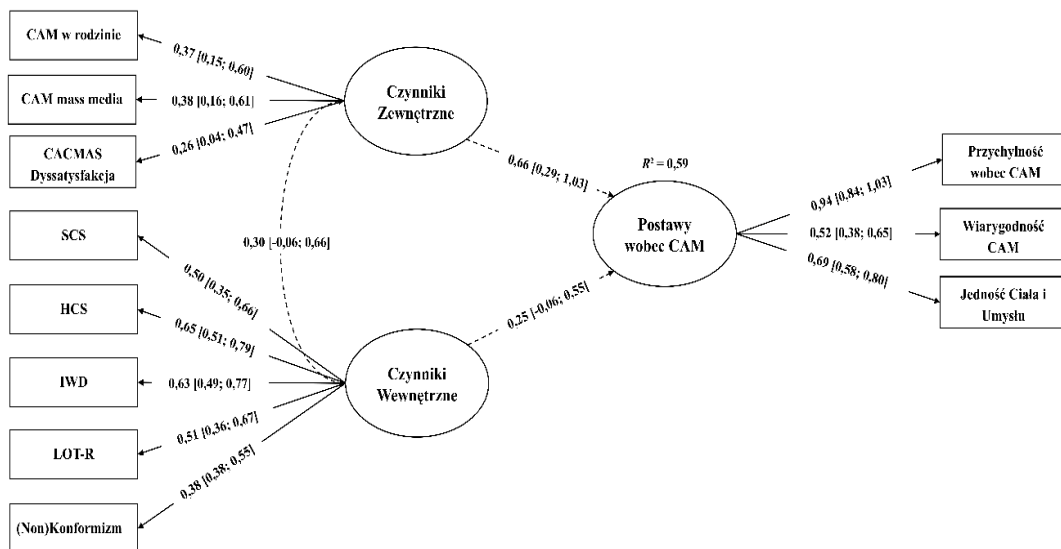 CAM w rodzinie
CAM mass media
CACMAS
Dyssatysfakcja
SCS
HCS
IWD
LOT-R
(Non)Konformizm
0,37 [0,15; 0,60]
0,38 [0,16; 0,61]
0,26 [0,04; 0,47]
0,30 [-0,06; 0,66]
0,50 [0,35; 0,66]
0,65 [0,51; 0,79]
0,63 [0,49; 0,77]
0,51 [0,36; 0,67]
0,38 [0,38; 0,55]
Czynniki
Zewnętrzne
Czynniki
Wewnętrzne
0,66 [0,29; 1,03]
0,25 [-0,06; 0,55]
R² = 0,59
Postawy
wobec CAM
0,94 [0,84; 1,03]
0,52 [0,38; 0,65]
0,69 [0,58; 0,80]
Przychylność
wobec CAM
Wiarygodność
CAM
Jedność Ciała i
Umysłu